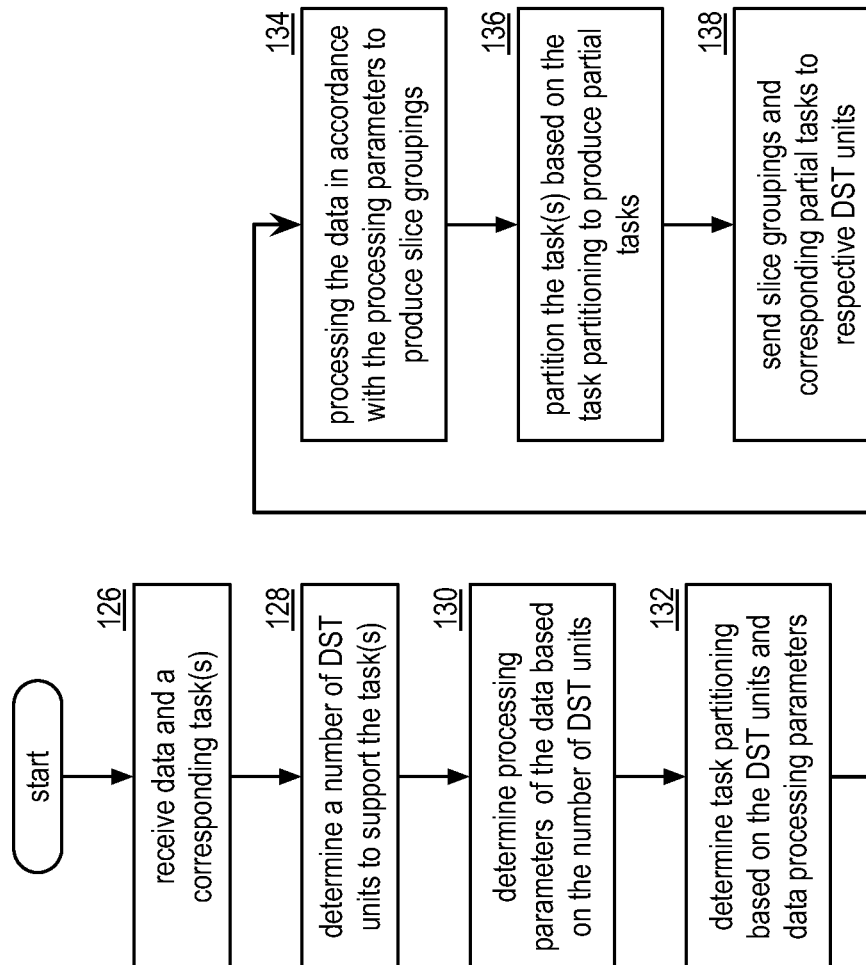 start
126
receive data and a
corresponding task(s)
128
determine a number of DST
units to support the task(s)
130
determine processing
parameters of the data based
on the number of DST units
132
determine task partitioning
based on the DST units and
data processing parameters
134
processing the data in accordance
with the processing parameters to
produce slice groupings
136
partition the task(s) based on the
task partitioning to produce partial
tasks
138
send slice groupings and
corresponding partial tasks to
respective DST units